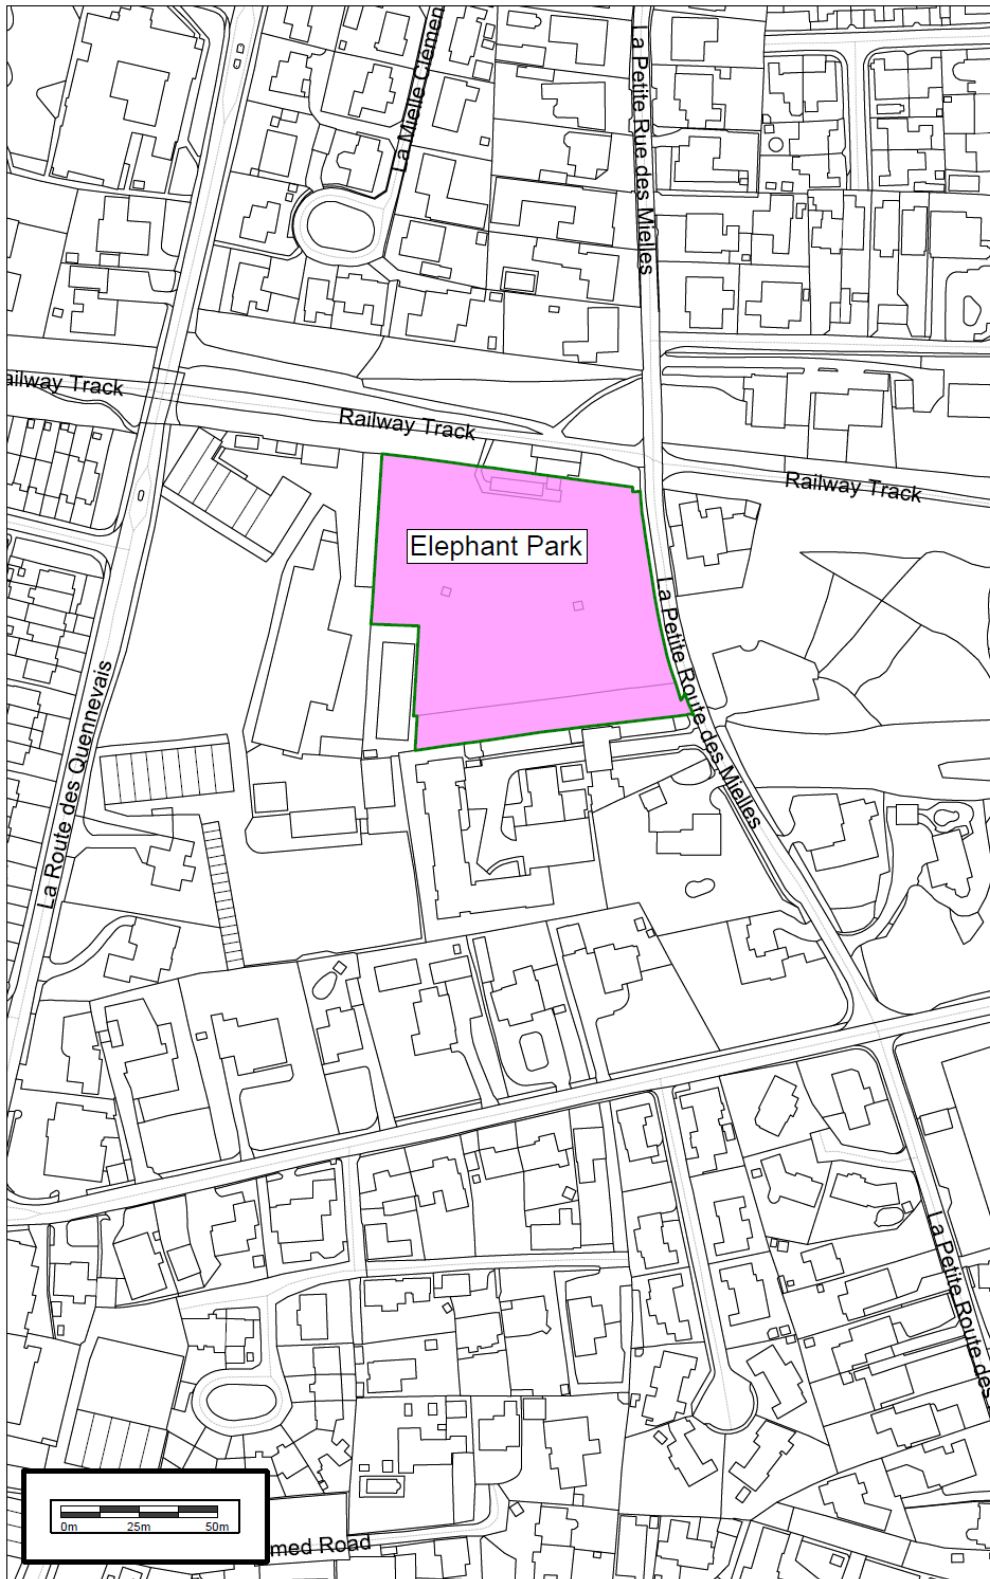 La Mielle Clemen
La Petite Rue des Mielles
ailway Track
Railway Track
Railway Track
Elephant Park
La Petite Route des Mielles
La Route des Quennevais
La Petite Route des
0m 25m 50m
med Road